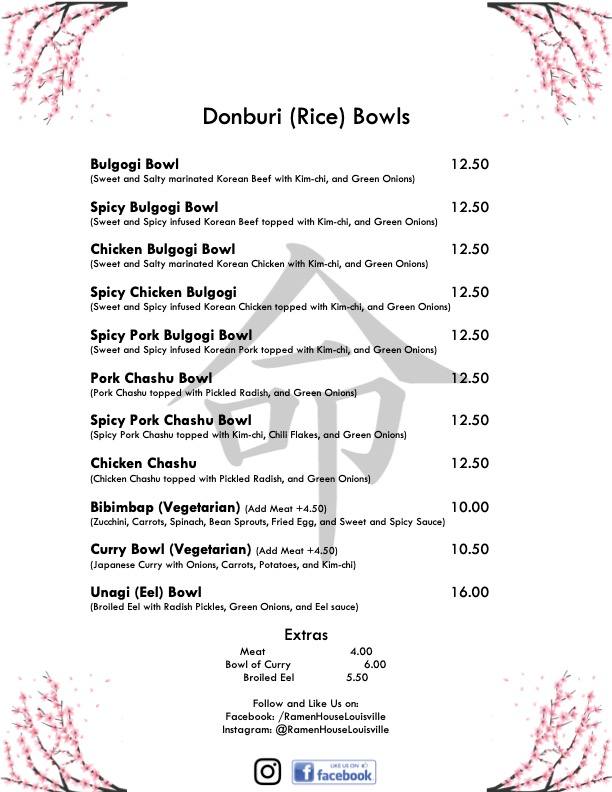 Donburi (Rice) Bowls
Bulgogi Bowl 12.50
(Sweet and Salty marinated Korean Beef with Kim-chi, and Green Onions)
Spicy Bulgogi Bowl 12.50
(Sweet and Spicy infused Korean Beef topped with Kim-chi, and Green Onions)
Chicken Bulgogi Bowl 12.50
(Sweet and Salty marinated Korean Chicken with Kim-chi, and Green Onions)
Spicy Chicken Bulgogi 12.50
(Sweet and Spicy infused Korean Chicken topped with Kim-chi, and Green Onions)
Spicy Pork Bulgogi Bowl 12.50
(Sweet and Spicy infused Korean Pork topped with Kim-chi, and Green Onions)
Pork Chashu Bowl 12.50
(Pork Chashu topped with Pickled Radish, and Green Onions)
Spicy Pork Chashu Bowl 12.50
(Spicy Pork Chashu topped with Kim-chi, Chili Flakes, and Green Onions)
Chicken Chashu 12.50
(Chicken Chashu topped with Pickled Radish, and Green Onions)
Bibimbap (Vegetarian) (Add Meat +4.50) 10.00
(Zucchini, Carrots, Spinach, Bean Sprouts, Fried Egg, and Sweet and Spicy Sauce)
Curry Bowl (Vegetarian) (Add Meat +4.50) 10.50
(Japanese Curry with Onions, Carrots, Potatoes, and Kim-chi)
Unagi (Eel) Bowl 16.00
(Broiled Eel with Radish Pickles, Green Onions, and Eel sauce)
命
Extras
Meat 4.00
Bowl of Curry 6.00
Broiled Eel 5.50
Follow and Like Us on:
Facebook: /RamenHouseLouisville
Instagram: @RamenHouseLouisville
LIKE US ON
facebook